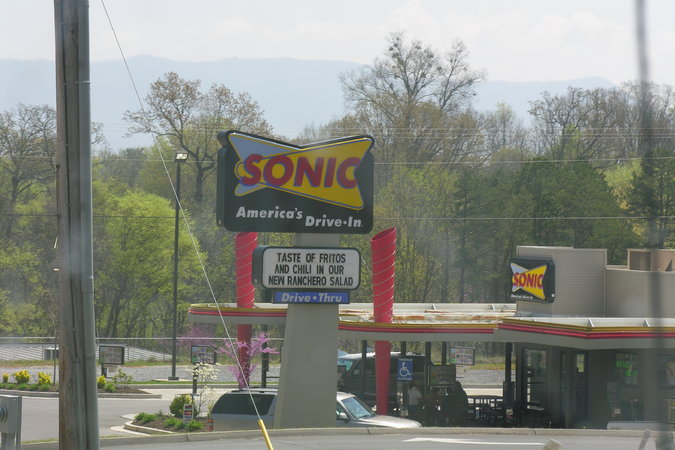 SONIC
America's Drive-In
TASTE OF FRITOS
AND CHILI IN OUR
NEW RANCHERO SALAD
Drive-Thru
SONIC